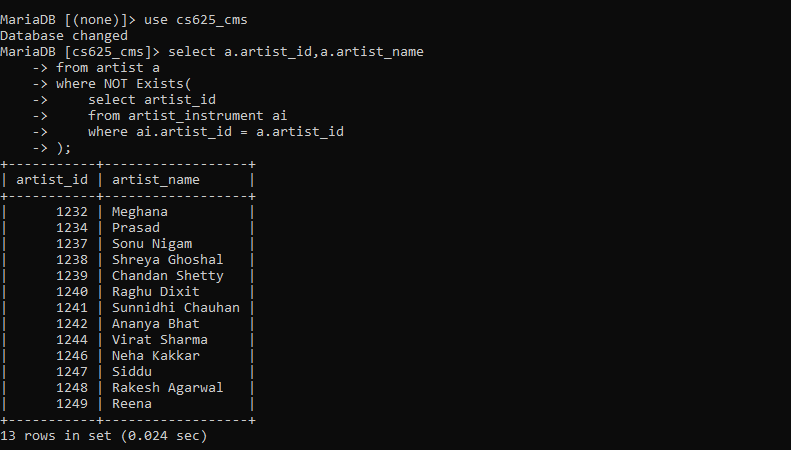 MariaDB [(none)]> use cs625_cms
Database changed
MariaDB [cs625_cms]> select a.artist_id,a.artist_name
    -> from artist a
    -> where NOT Exists(
    ->     select artist_id
    ->     from artist_instrument ai
    ->     where ai.artist_id = a.artist_id
    -> );
+-----------+------------------+
| artist_id | artist_name      |
+-----------+------------------+
|      1232 | Meghana          |
|      1234 | Prasad           |
|      1237 | Sonu Nigam       |
|      1238 | Shreya Ghoshal   |
|      1239 | Chandan Shetty   |
|      1240 | Raghu Dixit      |
|      1241 | Sunnidhi Chauhan |
|      1242 | Ananya Bhat      |
|      1244 | Virat Sharma     |
|      1246 | Neha Kakkar      |
|      1247 | Siddu            |
|      1248 | Rakesh Agarwal   |
|      1249 | Reena            |
+-----------+------------------+
13 rows in set (0.024 sec)